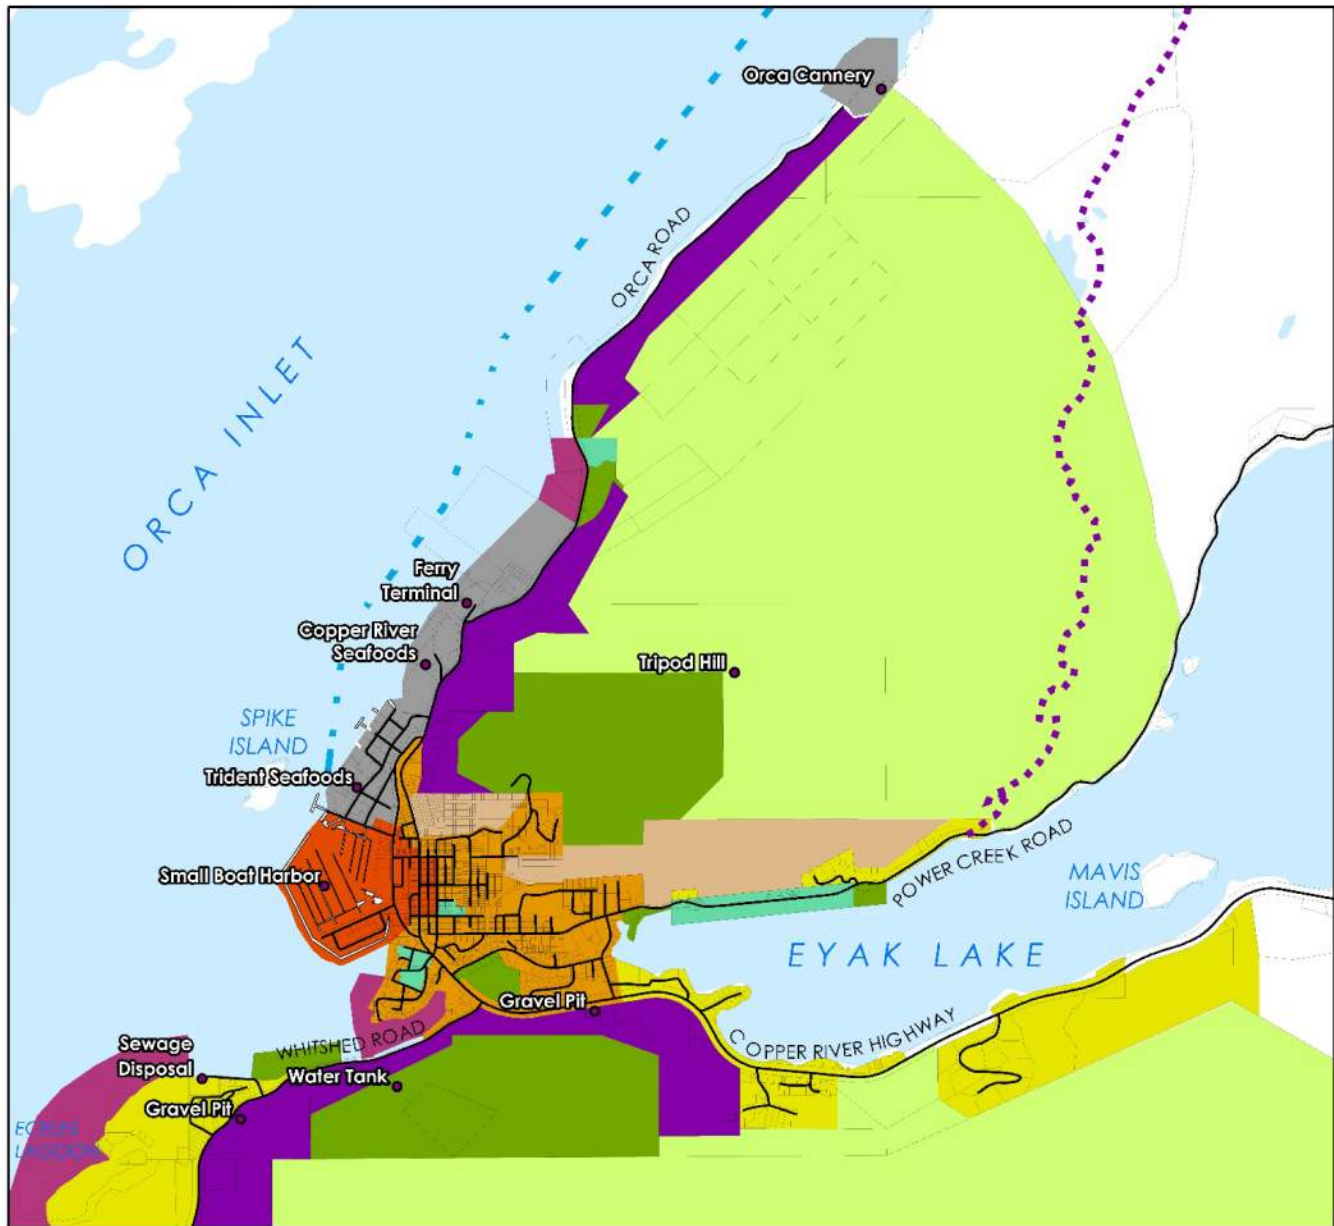 Orca Cannery
ORCA ROAD
ORCA INLET
Ferry
Terminal
Copper River
Seafoods
Tripod Hill
SPIKE
ISLAND
Trident Seafoods
Small Boat Harbor
POWER CREEK ROAD
MAVIS
ISLAND
EYAK LAKE
Gravel Pit
COPPER RIVER HIGHWAY
WHITSHED ROAD
Sewage
Disposal
Water Tank
Gravel Pit
LAGOON